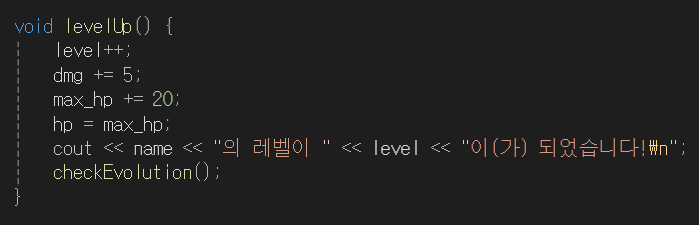 void levelUp() {
level++;
dmg += 5;
max_hp += 20;
hp = max_hp;
cout << name << "의 레벨이 " << level << "이(가) 되었습니다!₩n";
checkEvolution();
}